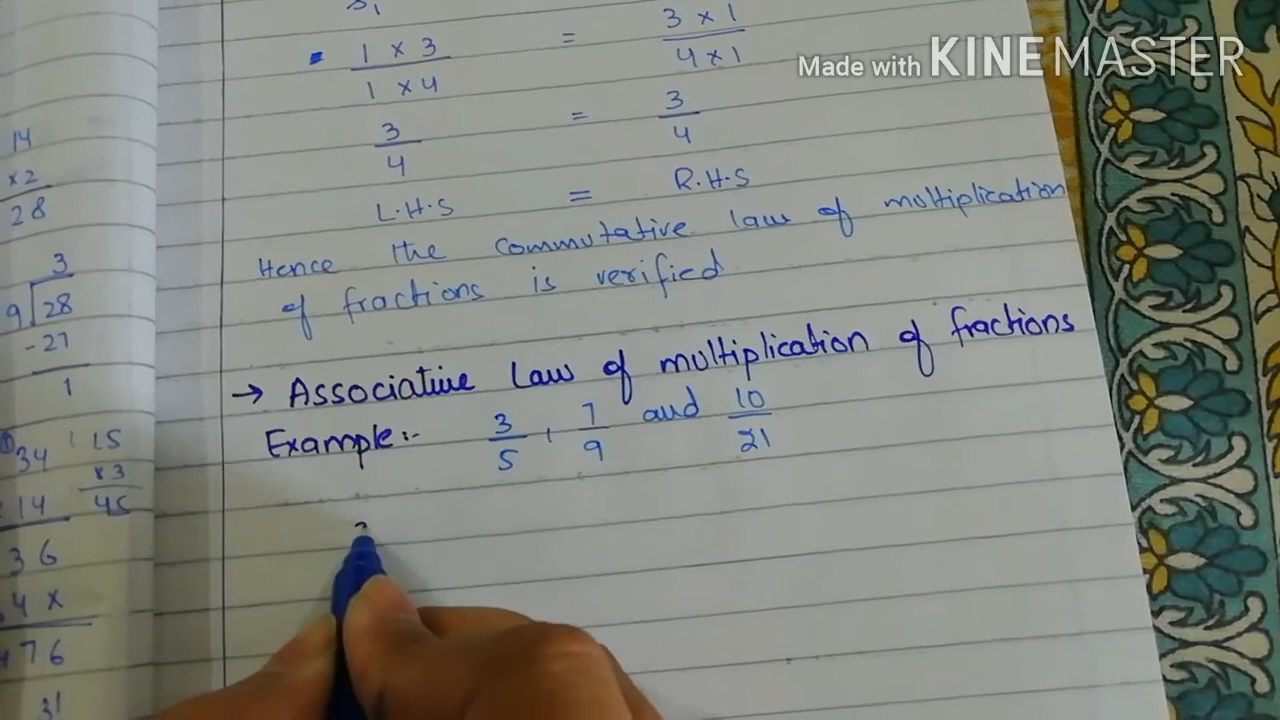 S 1
1 × 3 = 3 × 1
1 × 4 4 × 1
3 = 3
4 4
L.H.S = R.H.S
Hence the commutative law of multiplication
of fractions is verified
→ Associative Law of multiplication of fractions
Example:- 3/5 , 7/9 and 10/21
14
×2
28
3
9 28
-27
1
34 15
14 ×3
36 45
4 ×
76
31
Made with KINEMASTER